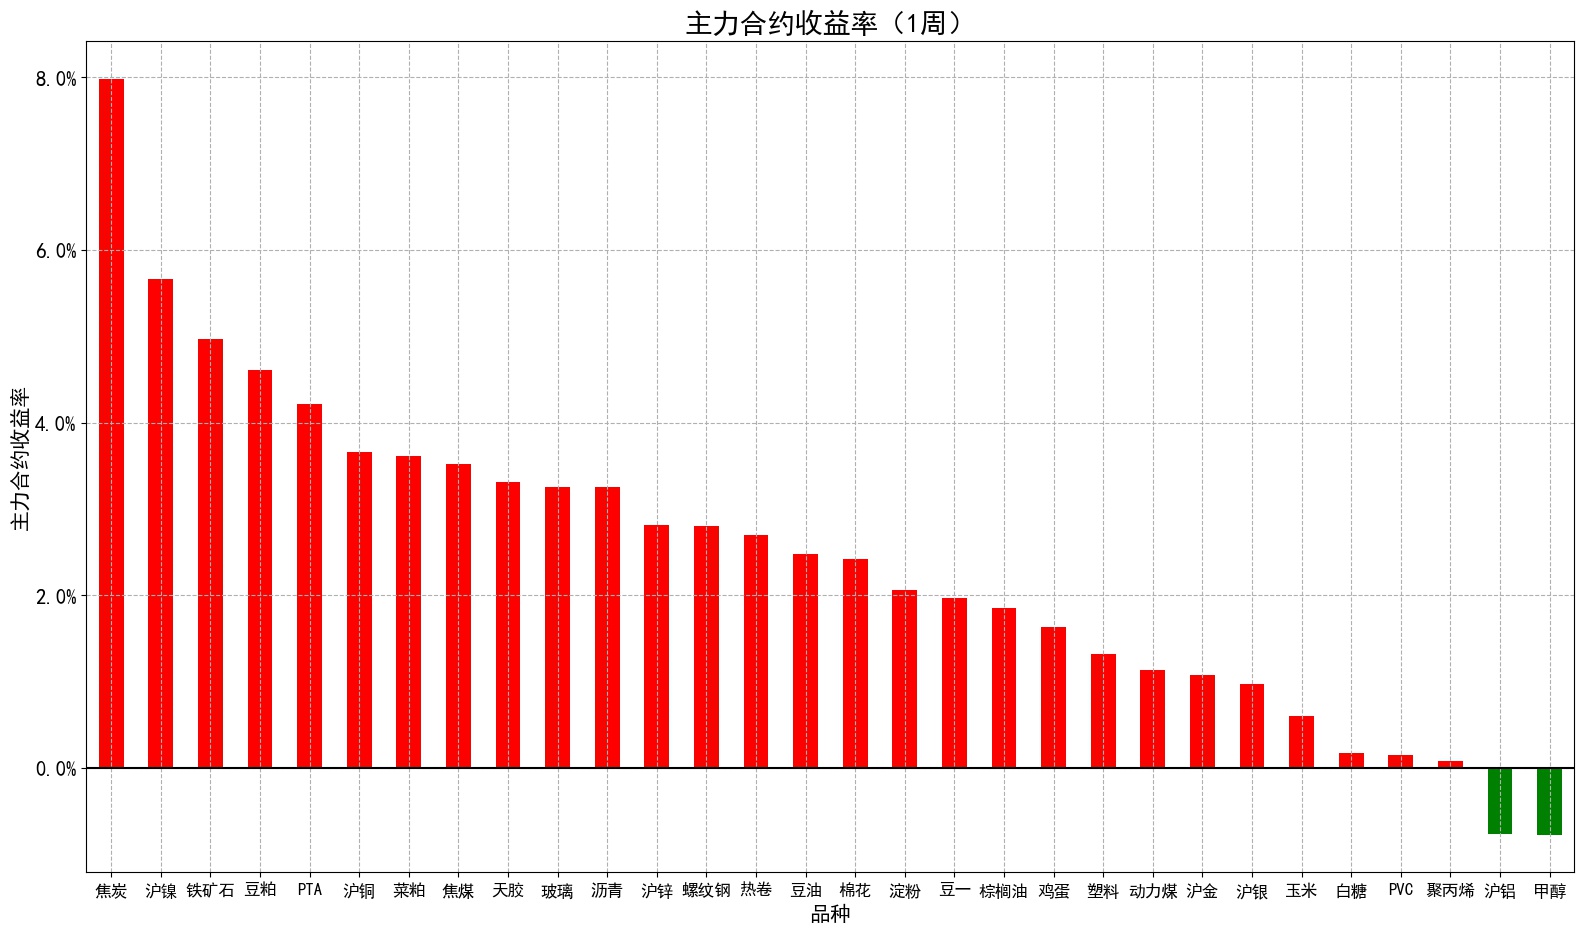 主力合约收益率（1周）
8.0%
6.0%
4.0%
2.0%
0.0%
主力合约收益率
焦炭 沪镍 铁矿石 豆粕 PTA 沪铜 菜粕 焦煤 天胶 玻璃 沥青 沪锌 螺纹钢 热卷 豆油 棉花 淀粉 豆一 棕榈油 鸡蛋 塑料 动力煤 沪金 沪银 玉米 白糖 PVC 聚丙烯 沪铝 甲醇
品种